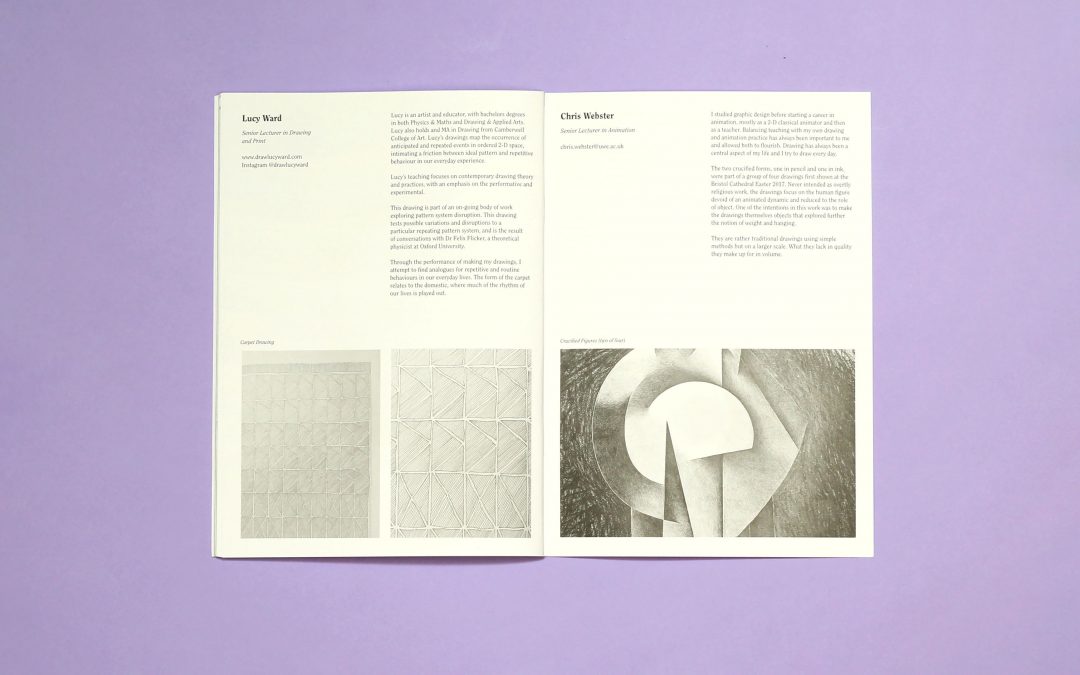 Lucy Ward
Senior Lecturer in Drawing
and Print
www.drawlucyward.com
Instagram @drawlucyward
Lucy is an artist and educator, with bachelors degrees
in both Physics & Maths and Drawing & Applied Arts.
Lucy also holds and MA in Drawing from Camberwell
College of Art. Lucy's drawings map the occurrence of
anticipated and repeated events in ordered 2-D space,
intimating a friction between ideal pattern and repetitive
behaviour in our everyday experience.
Lucy's teaching focuses on contemporary drawing theory
and practices, with an emphasis on the performative and
experimental.
This drawing is part of an on-going body of work
exploring pattern system disruption. This drawing
tests possible variations and disruptions to a
particular repeating pattern system, and is the result
of conversations with Dr Felix Flicker, a theoretical
physicist at Oxford University.
Through the performance of making my drawings, I
attempt to find analogues for repetitive and routine
behaviours in our everyday lives. The form of the carpet
relates to the domestic, where much of the rhythm of
our lives is played out.
Carpet Drawing
Chris Webster
Senior Lecturer in Animation
chris.webster@uwe.ac.uk
I studied graphic design before starting a career in
animation, mostly as a 2-D classical animator and then
as a teacher. Balancing teaching with my own drawing
and animation practice has always been important to me
and allowed both to flourish. Drawing has always been a
central aspect of my life and I try to draw every day.
The two crucified forms, one in pencil and one in ink,
were part of a group of four drawings first shown at the
Bristol Cathedral Easter 2017. Never intended as overtly
religious work, the drawings focus on the human figure
devoid of an animated dynamic and reduced to the role
of object. One of the intentions in this work was to make
the drawings themselves objects that explored further
the notion of weight and hanging.
They are rather traditional drawings using simple
methods but on a larger scale. What they lack in quality
they make up for in volume.
Crucified Figures (two of four)